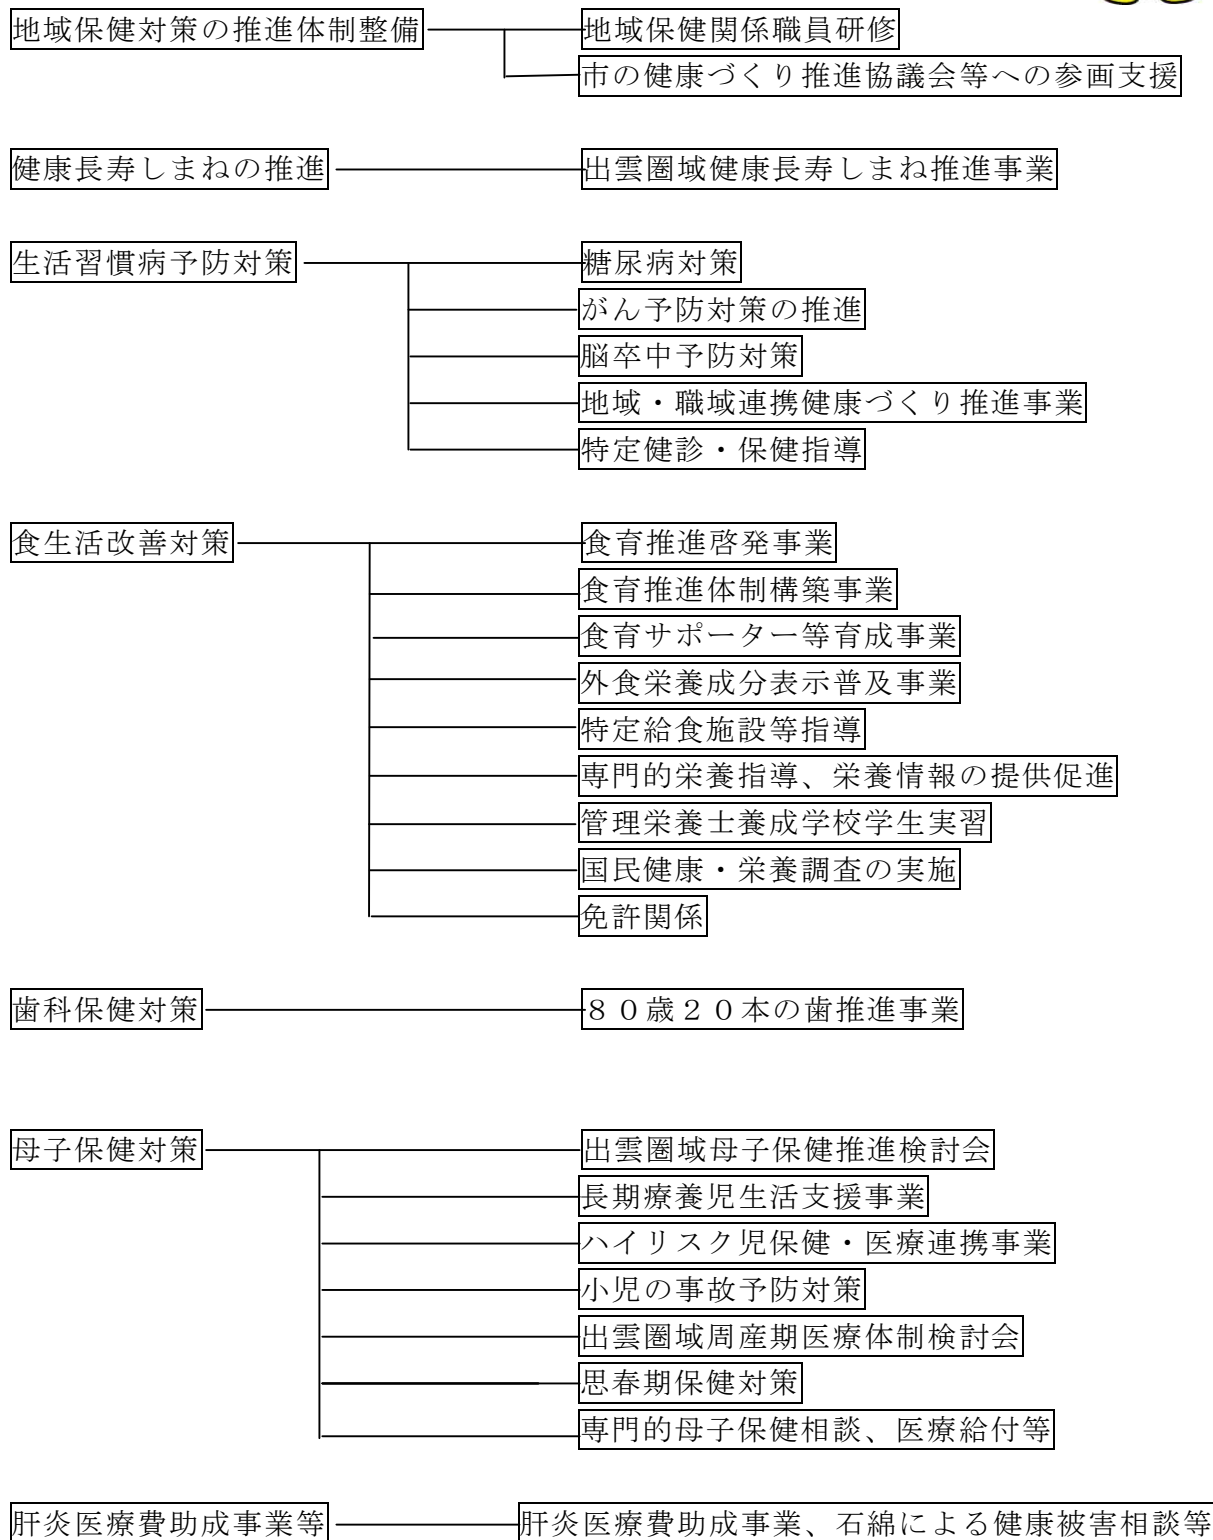 地域保健対策の推進体制整備 地域保健関係職員研修
市の健康づくり推進協議会等への参画支援
健康長寿しまねの推進 出雲圏域健康長寿しまね推進事業
生活習慣病予防対策 糖尿病対策
がん予防対策の推進
脳卒中予防対策
地域・職域連携健康づくり推進事業
特定健診・保健指導
食生活改善対策 食育推進啓発事業
食育推進体制構築事業
食育サポーター等育成事業
外食栄養成分表示普及事業
特定給食施設等指導
専門的栄養指導、栄養情報の提供促進
管理栄養士養成学校学生実習
国民健康・栄養調査の実施
免許関係
歯科保健対策 ８０歳２０本の歯推進事業
母子保健対策 出雲圏域母子保健推進検討会
長期療養児生活支援事業
ハイリスク児保健・医療連携事業
小児の事故予防対策
出雲圏域周産期医療体制検討会
思春期保健対策
専門的母子保健相談、医療給付等
肝炎医療費助成事業等 肝炎医療費助成事業、石綿による健康被害相談等